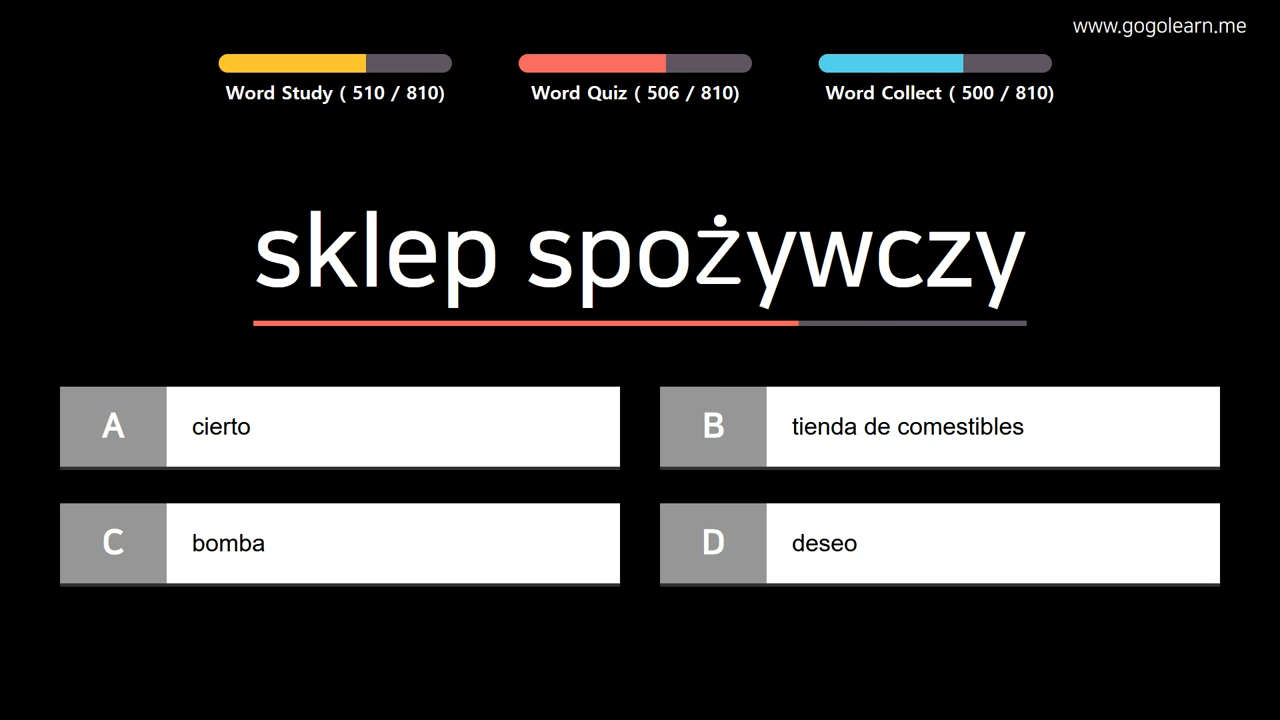 www.gogolearn.me
Word Study ( 510 / 810)
Word Quiz ( 506 / 810)
Word Collect ( 500 / 810)
sklep spożywczy
A cierto
B tienda de comestibles
C bomba
D deseo